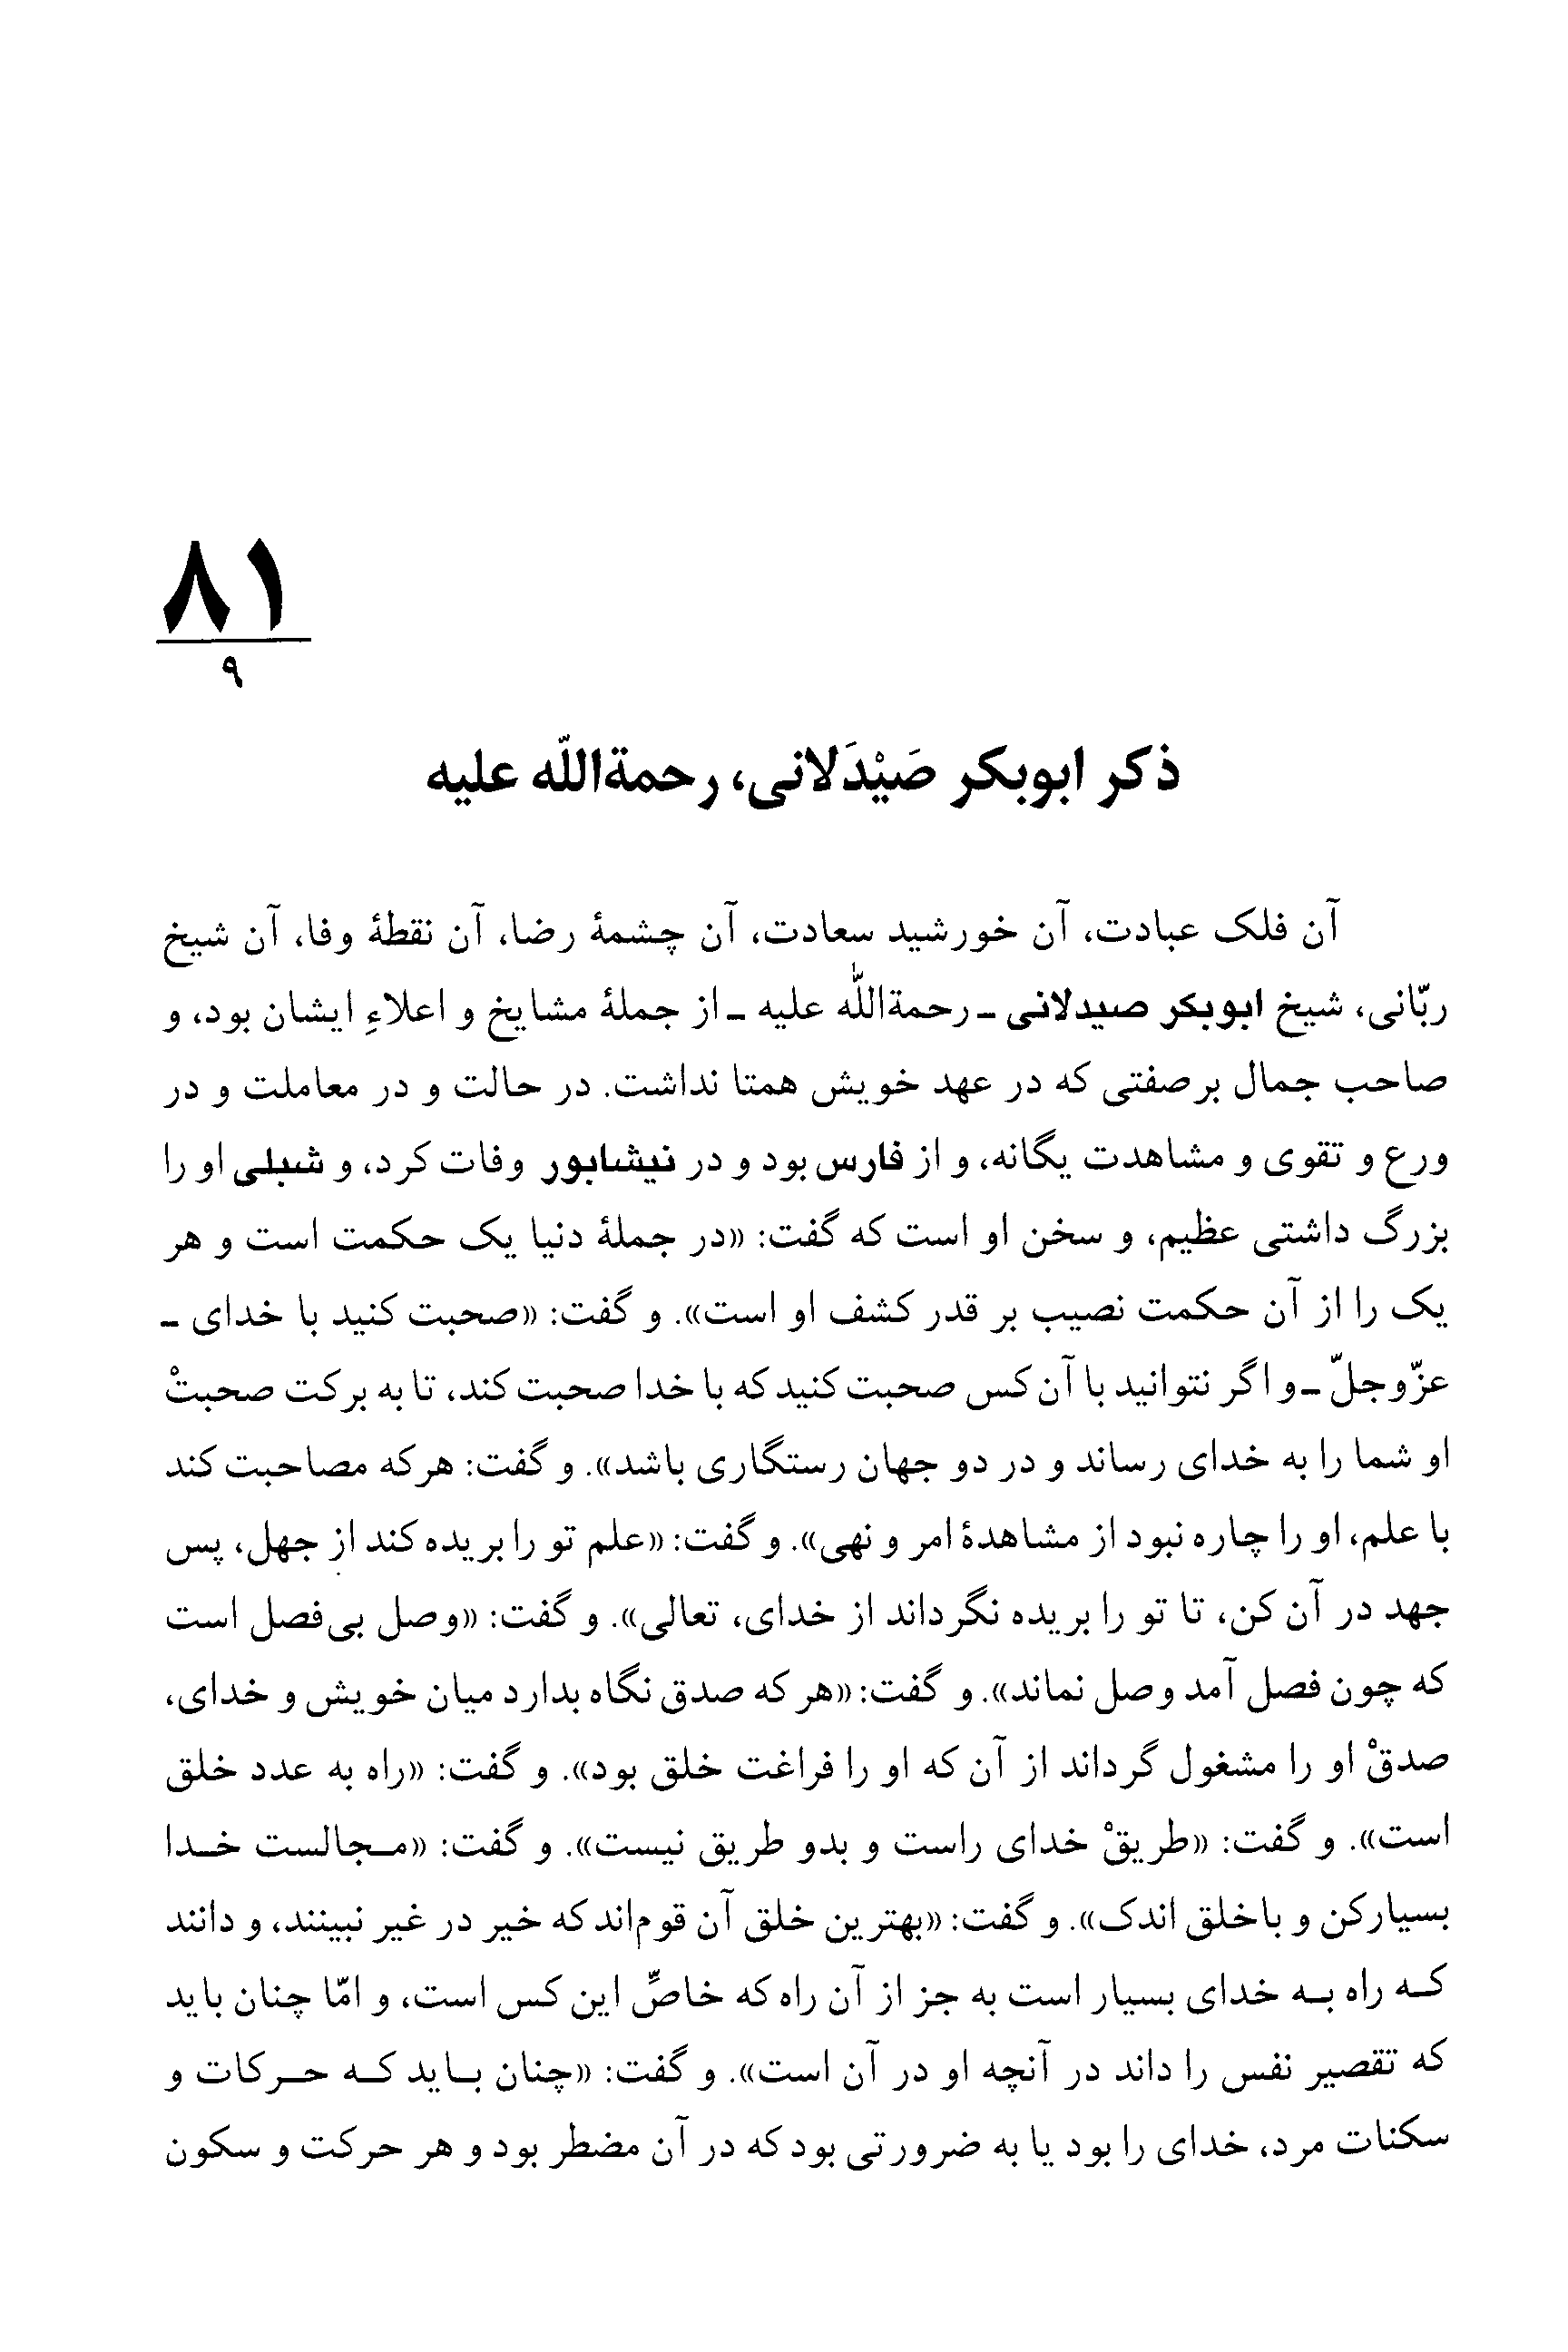 ۸۱
۹
ذکر ابوبکر صَیْدَلانی، رحمةاللّه علیه
آن فلک عبادت، آن خورشید سعادت، آن چشمهٔ رضا، آن نقطهٔ وفا، آن شیخ
ربّانی، شیخ ابوبکر صیدلانی ـ رحمةاللّٰه علیه ـ از جملهٔ مشایخ و اعلاءِ ایشان بود، و
صاحب جمال برصفتی که در عهد خویش همتا نداشت. در حالت و در معاملت و در
ورع و تقوی و مشاهدت یگانه، و از فارس بود و در نیشابور وفات کرد، و شبلی او را
بزرگ داشتی عظیم، و سخن او است که گفت: «در جملهٔ دنیا یک حکمت است و هر
یک را از آن حکمت نصیب بر قدر کشف او است». و گفت: «صحبت کنید با خدای ـ
عزّوجلّ ـ و اگر نتوانید با آن کس صحبت کنید که با خدا صحبت کند، تا به برکت صحبتْ
او شما را به خدای رساند و در دو جهان رستگاری باشد». و گفت: هرکه مصاحبت کند
با علم، او را چاره نبود از مشاهدهٔ امر و نهی». و گفت: «علم تو را بریده کند از جهل، پس
جهد در آن کن، تا تو را بریده نگرداند از خدای، تعالی». و گفت: «وصل بی‌فصل است
که چون فصل آمد وصل نماند». و گفت: «هر که صدق نگاه بدارد میان خویش و خدای،
صدقْ او را مشغول گرداند از آن که او را فراغت خلق بود». و گفت: «راه به عدد خلق
است». و گفت: «طریقْ خدای راست و بدو طریق نیست». و گفت: «مـجالست خـدا
بسیارکن و باخلق اندک». و گفت: «بهترین خلق آن قوم‌اند که خیر در غیر نبینند، و دانند
کـه راه بـه خدای بسیار است به جز از آن راه که خاصِّ این کس است، و امّا چنان باید
که تقصیر نفس را داند در آنچه او در آن است». و گفت: «چنان بـاید کـه حـرکات و
سکنات مرد، خدای را بود یا به ضرورتی بود که در آن مضطر بود و هر حرکت و سکون